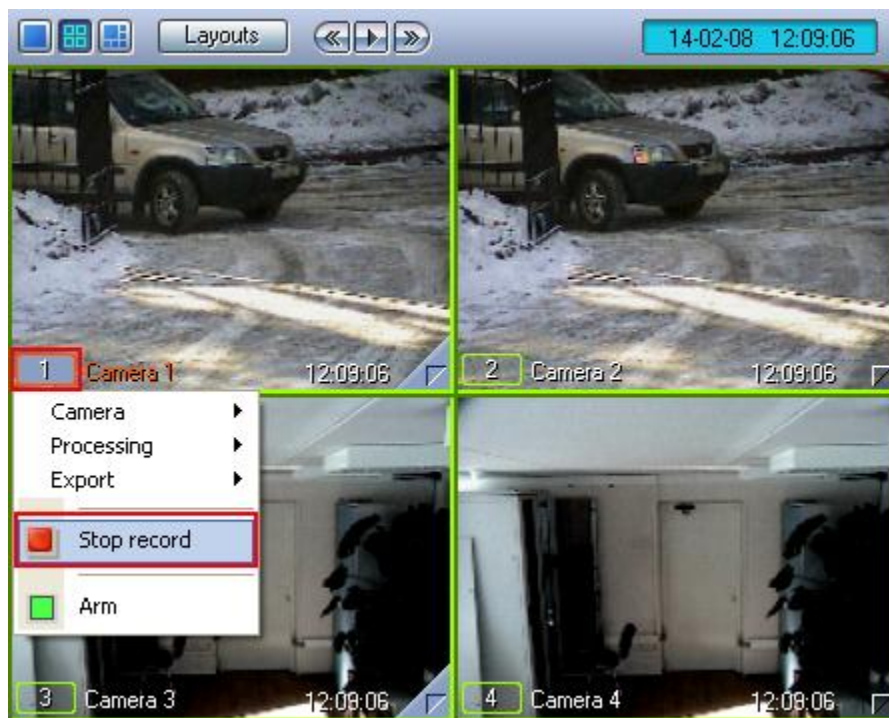 Layouts 14-02-08 12:09:06
1 Camera 1 12:09:06
2 Camera 2 12:09:06
Camera
Processing
Export
Stop record
Arm
3 Camera 3 12:09:06
4 Camera 4 12:09:06